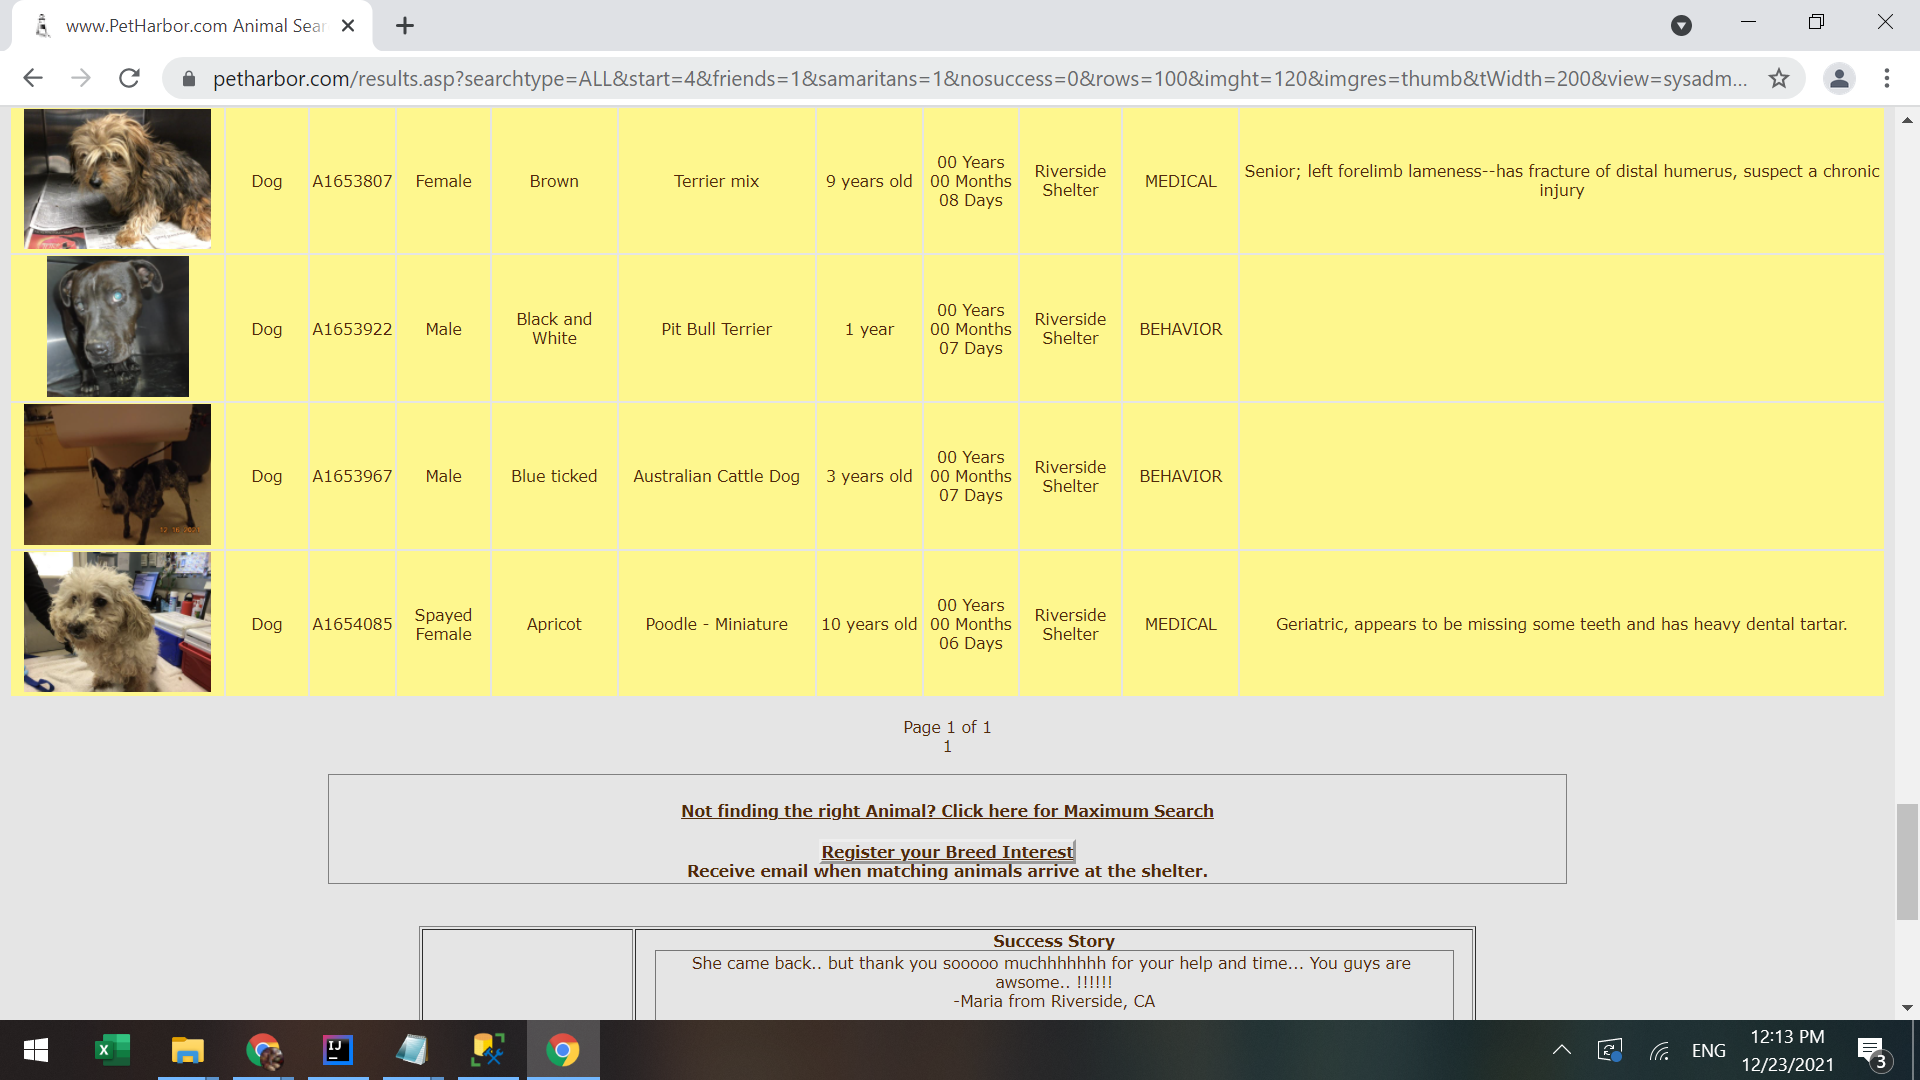 www.PetHarbor.com Animal Sear
petharbor.com/results.asp?searchtype=ALL&start=4&friends=1&samaritans=1&nosuccess=0&rows=100&imght=120&imgres=thumb&tWidth=200&view=sysadm...
Dog A1653807 Female Brown Terrier mix 9 years old 00 Years 00 Months 08 Days Riverside Shelter MEDICAL Senior; left forelimb lameness--has fracture of distal humerus, suspect a chronic injury
Dog A1653922 Male Black and White Pit Bull Terrier 1 year 00 Years 00 Months 07 Days Riverside Shelter BEHAVIOR
Dog A1653967 Male Blue ticked Australian Cattle Dog 3 years old 00 Years 00 Months 07 Days Riverside Shelter BEHAVIOR
Dog A1654085 Spayed Female Apricot Poodle - Miniature 10 years old 00 Years 00 Months 06 Days Riverside Shelter MEDICAL Geriatric, appears to be missing some teeth and has heavy dental tartar.
Page 1 of 1
1
Not finding the right Animal? Click here for Maximum Search
Register your Breed Interest
Receive email when matching animals arrive at the shelter.
Success Story
She came back.. but thank you sooooo muchhhhhhh for your help and time... You guys are
awsome.. !!!!!!
-Maria from Riverside, CA
IJ
ENG
12:13 PM
12/23/2021
3